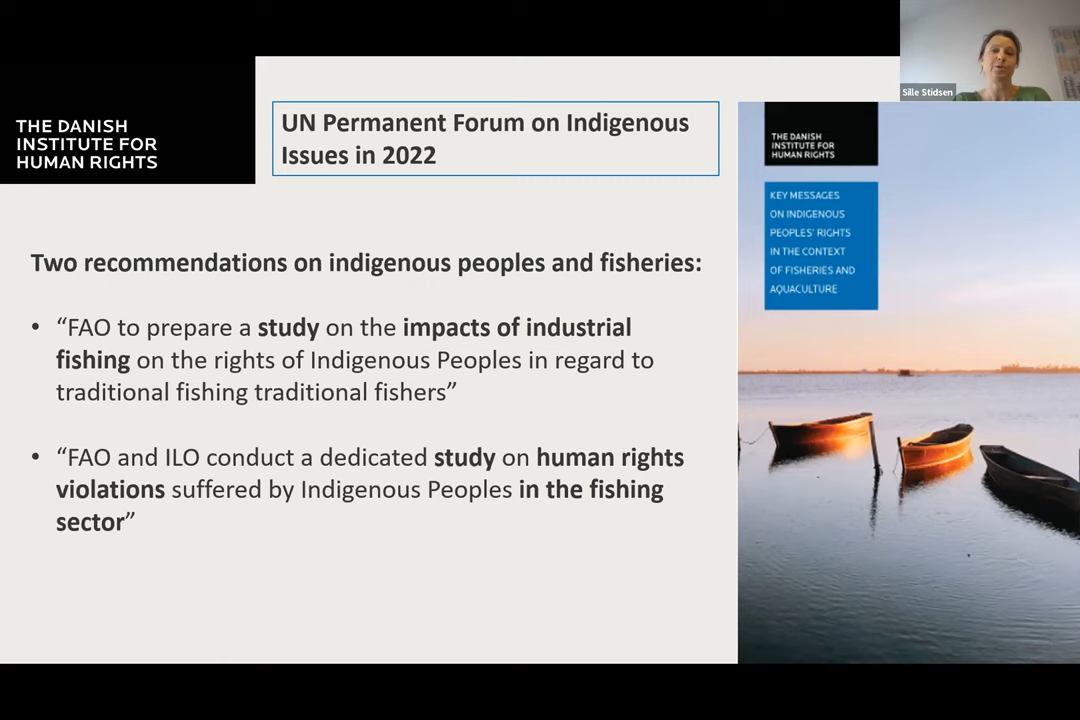 Sille Stidsen
THE DANISH
INSTITUTE FOR
HUMAN RIGHTS
UN Permanent Forum on Indigenous
Issues in 2022
Two recommendations on indigenous peoples and fisheries:
• “FAO to prepare a study on the impacts of industrial
fishing on the rights of Indigenous Peoples in regard to
traditional fishing traditional fishers”
• “FAO and ILO conduct a dedicated study on human rights
violations suffered by Indigenous Peoples in the fishing
sector”
THE DANISH
INSTITUTE FOR
HUMAN RIGHTS
KEY MESSAGES
ON INDIGENOUS
PEOPLES’ RIGHTS
IN THE CONTEXT
OF FISHERIES AND
AQUACULTURE